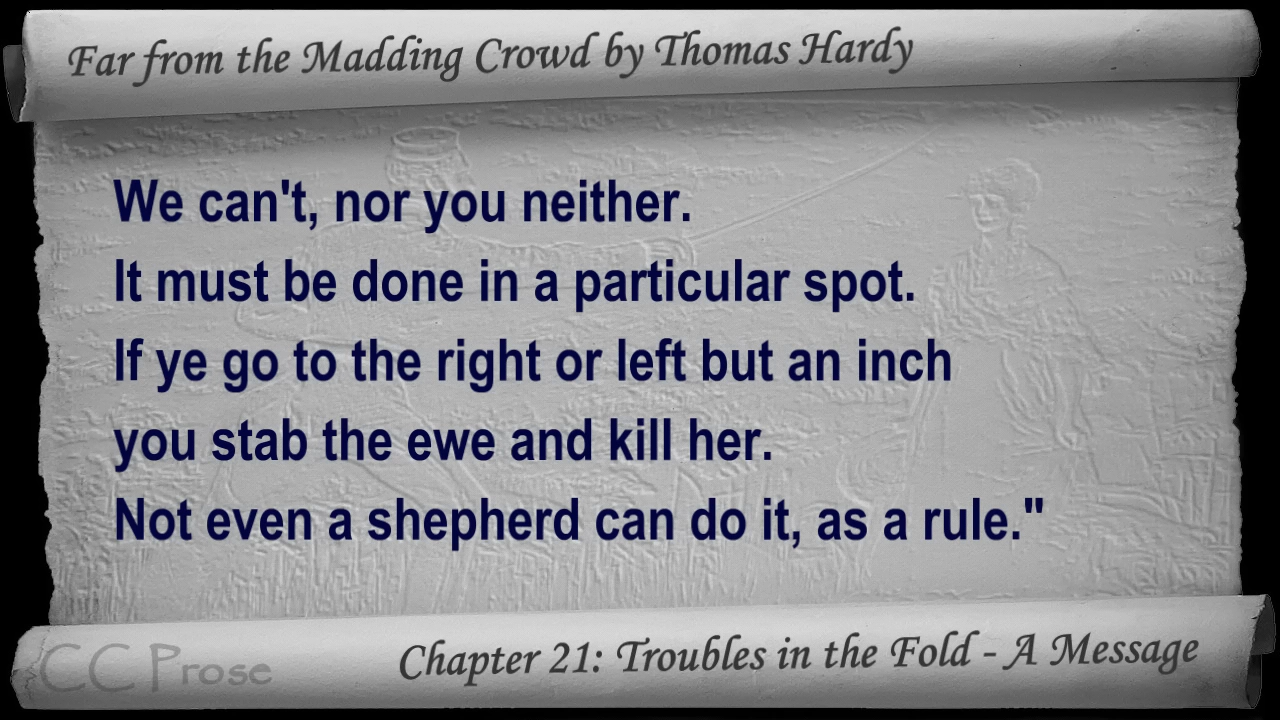 Far from the Madding Crowd by Thomas Hardy
We can't, nor you neither.
It must be done in a particular spot.
If ye go to the right or left but an inch
you stab the ewe and kill her.
Not even a shepherd can do it, as a rule."
CC Prose
Chapter 21: Troubles in the Fold - A Message